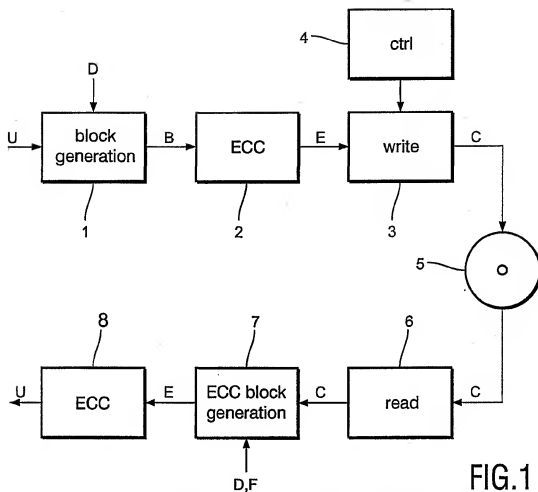 4
ctrl
D
U
block
generation
B
ECC
E
write
C
1
2
3
5
8
7
6
U
ECC
E
ECC block
generation
C
read
C
D,F
FIG.1